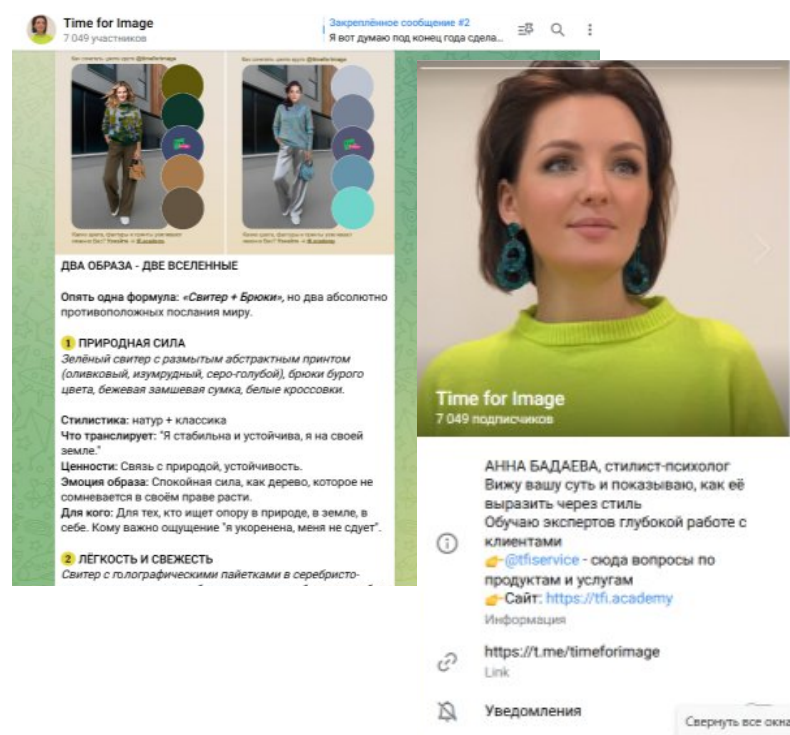 Time for Image
7 049 участников
Закреплённое сообщение #2
Я вот думаю под конец года сдела...
ДВА ОБРАЗА - ДВЕ ВСЕЛЕННЫЕ
Опять одна формула: «Свитер + Брюки», но два абсолютно
противоположных послания миру.
1 ПРИРОДНАЯ СИЛА
Зелёный свитер с размытым абстрактным принтом
(оливковый, изумрудный, серо-голубой), брюки бурого
цвета, бежевая замшевая сумка, белые кроссовки.
Стилистика: натур + классика
Что транслирует: "Я стабильна и устойчива, я на своей
земле."
Ценности: Связь с природой, устойчивость.
Эмоция образа: Спокойная сила, как дерево, которое не
сомневается в своём праве расти.
Для кого: Для тех, кто ищет опору в природе, в земле, в
себе. Кому важно ощущение "я укоренена, меня не сдует".
2 ЛЁГКОСТЬ И СВЕЖЕСТЬ
Свитер с голографическими пайетками в серебристо-
Time for Image
7 049 подписчиков
АННА БАДАЕВА, стилист-психолог
Вижу вашу суть и показываю, как её
выразить через стиль
Обучаю экспертов глубокой работе с
клиентами
👉@tfiservice - сюда вопросы по
продуктам и услугам
👉Сайт: https://tfi.academy
Информация
https://t.me/timeforimage
Link
Уведомления
Свернуть все окна